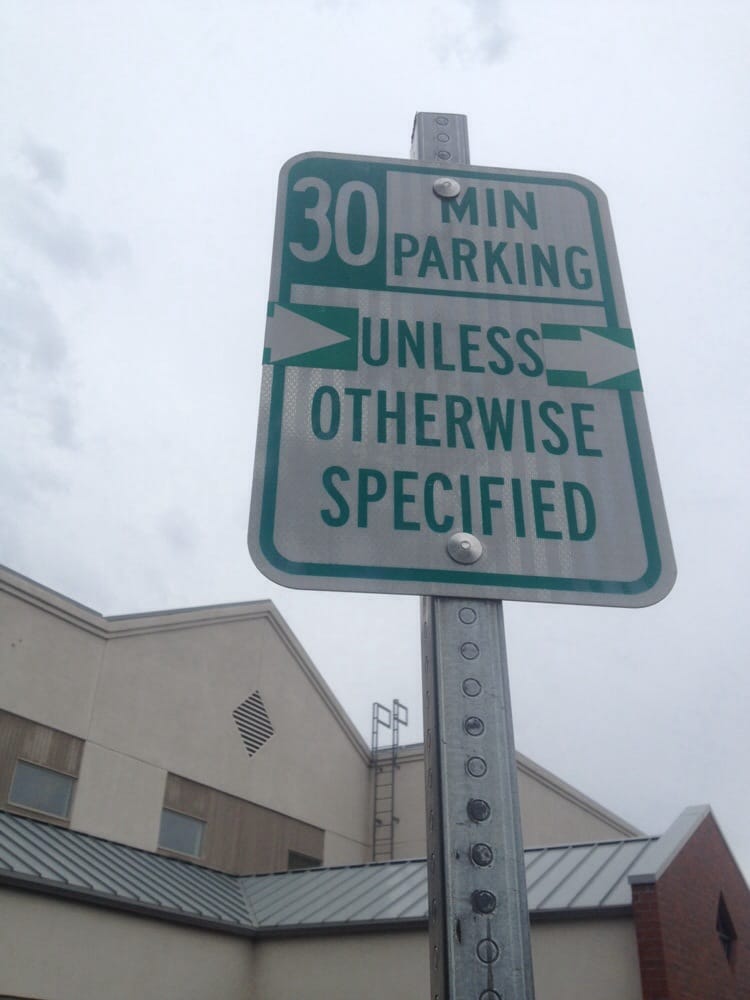 30 MIN
PARKING
UNLESS
OTHERWISE
SPECIFIED